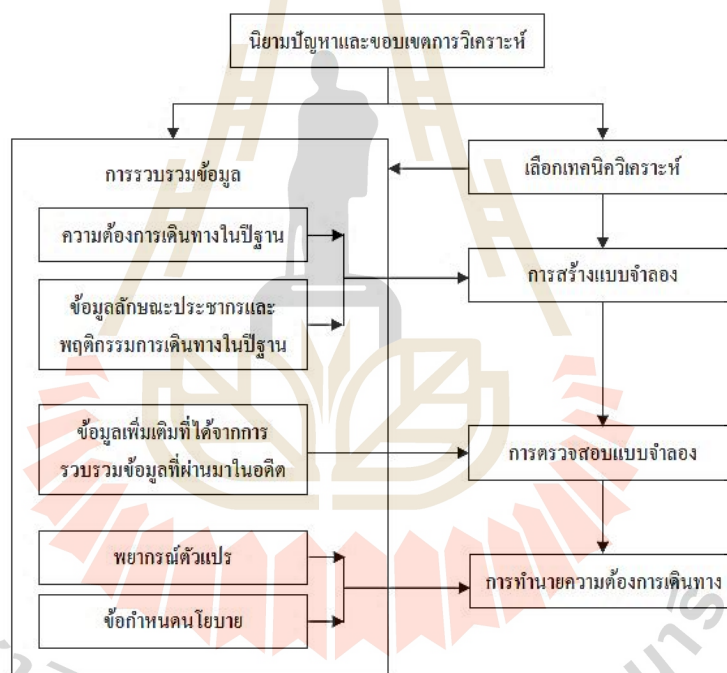 นิยามปัญหาและขอบเขตการวิเคราะห์
การรวบรวมข้อมูล
ความต้องการเดินทางในปีฐาน
ข้อมูลลักษณะประชากรและ
พฤติกรรมการเดินทางในปีฐาน
ข้อมูลเพิ่มเติมที่ได้จากการ
รวบรวมข้อมูลที่ผ่านมาในอดีต
พยากรณ์ตัวแปร
ข้อกำหนดนโยบาย
เลือกเทคนิควิเคราะห์
การสร้างแบบจำลอง
การตรวจสอบแบบจำลอง
การทำนายความต้องการเดินทาง